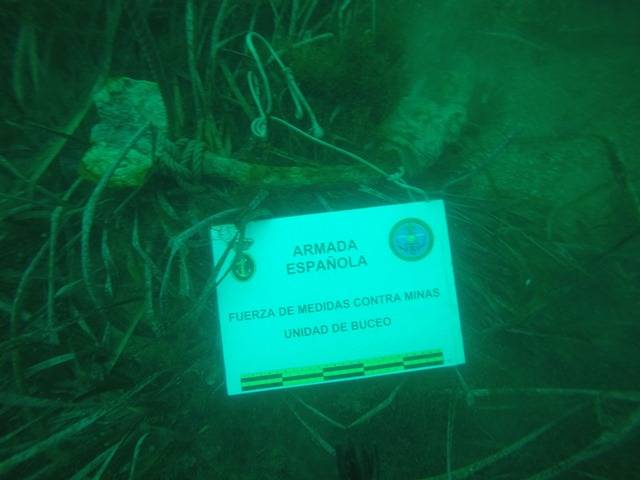 ARMADA
ESPAÑOLA
FUERZA DE MEDIDAS CONTRA MINAS
UNIDAD DE BUCEO